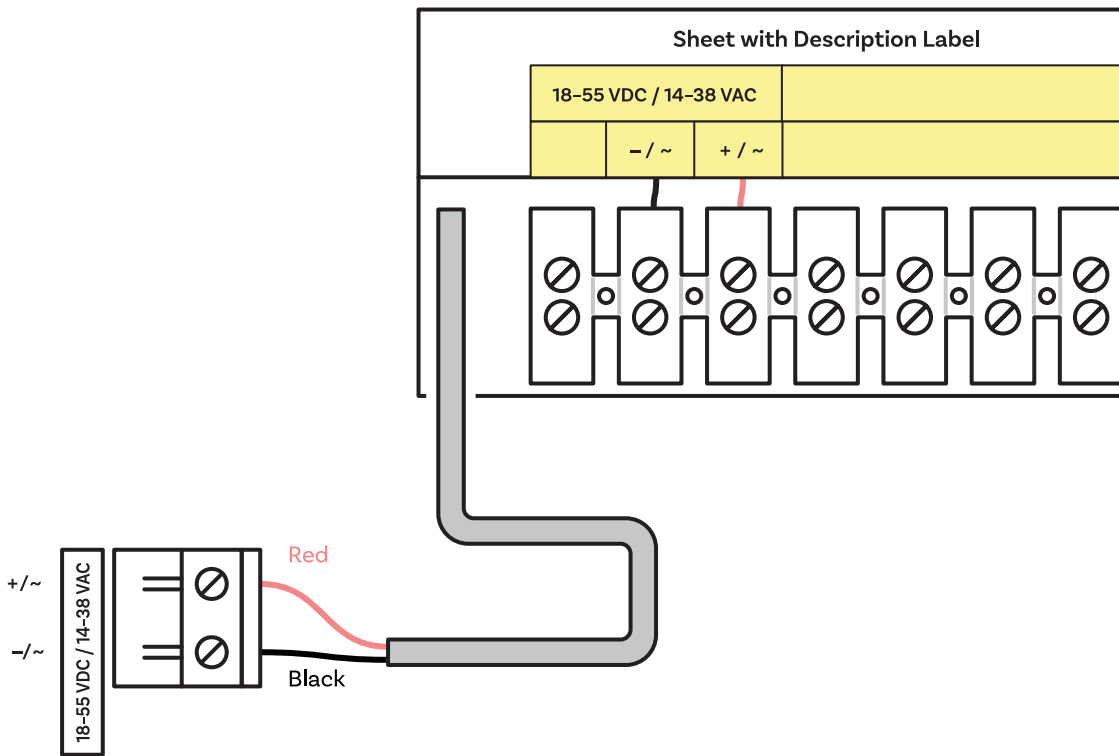 Sheet with Description Label
18–55 VDC / 14–38 VAC
– / ~
+ / ~
Red
+/~
–/~
18–55 VDC / 14–38 VAC
Black